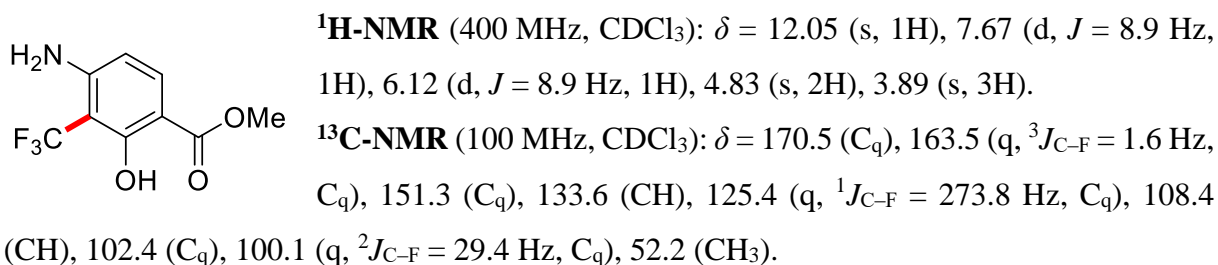 ¹H-NMR (400 MHz, CDCl₃): δ = 12.05 (s, 1H), 7.67 (d, J = 8.9 Hz,
1H), 6.12 (d, J = 8.9 Hz, 1H), 4.83 (s, 2H), 3.89 (s, 3H).
¹³C-NMR (100 MHz, CDCl₃): δ = 170.5 (Cq), 163.5 (q, ³JC–F = 1.6 Hz,
Cq), 151.3 (Cq), 133.6 (CH), 125.4 (q, ¹JC–F = 273.8 Hz, Cq), 108.4
(CH), 102.4 (Cq), 100.1 (q, ²JC–F = 29.4 Hz, Cq), 52.2 (CH₃).
H₂N
F₃C
OMe
OH
O